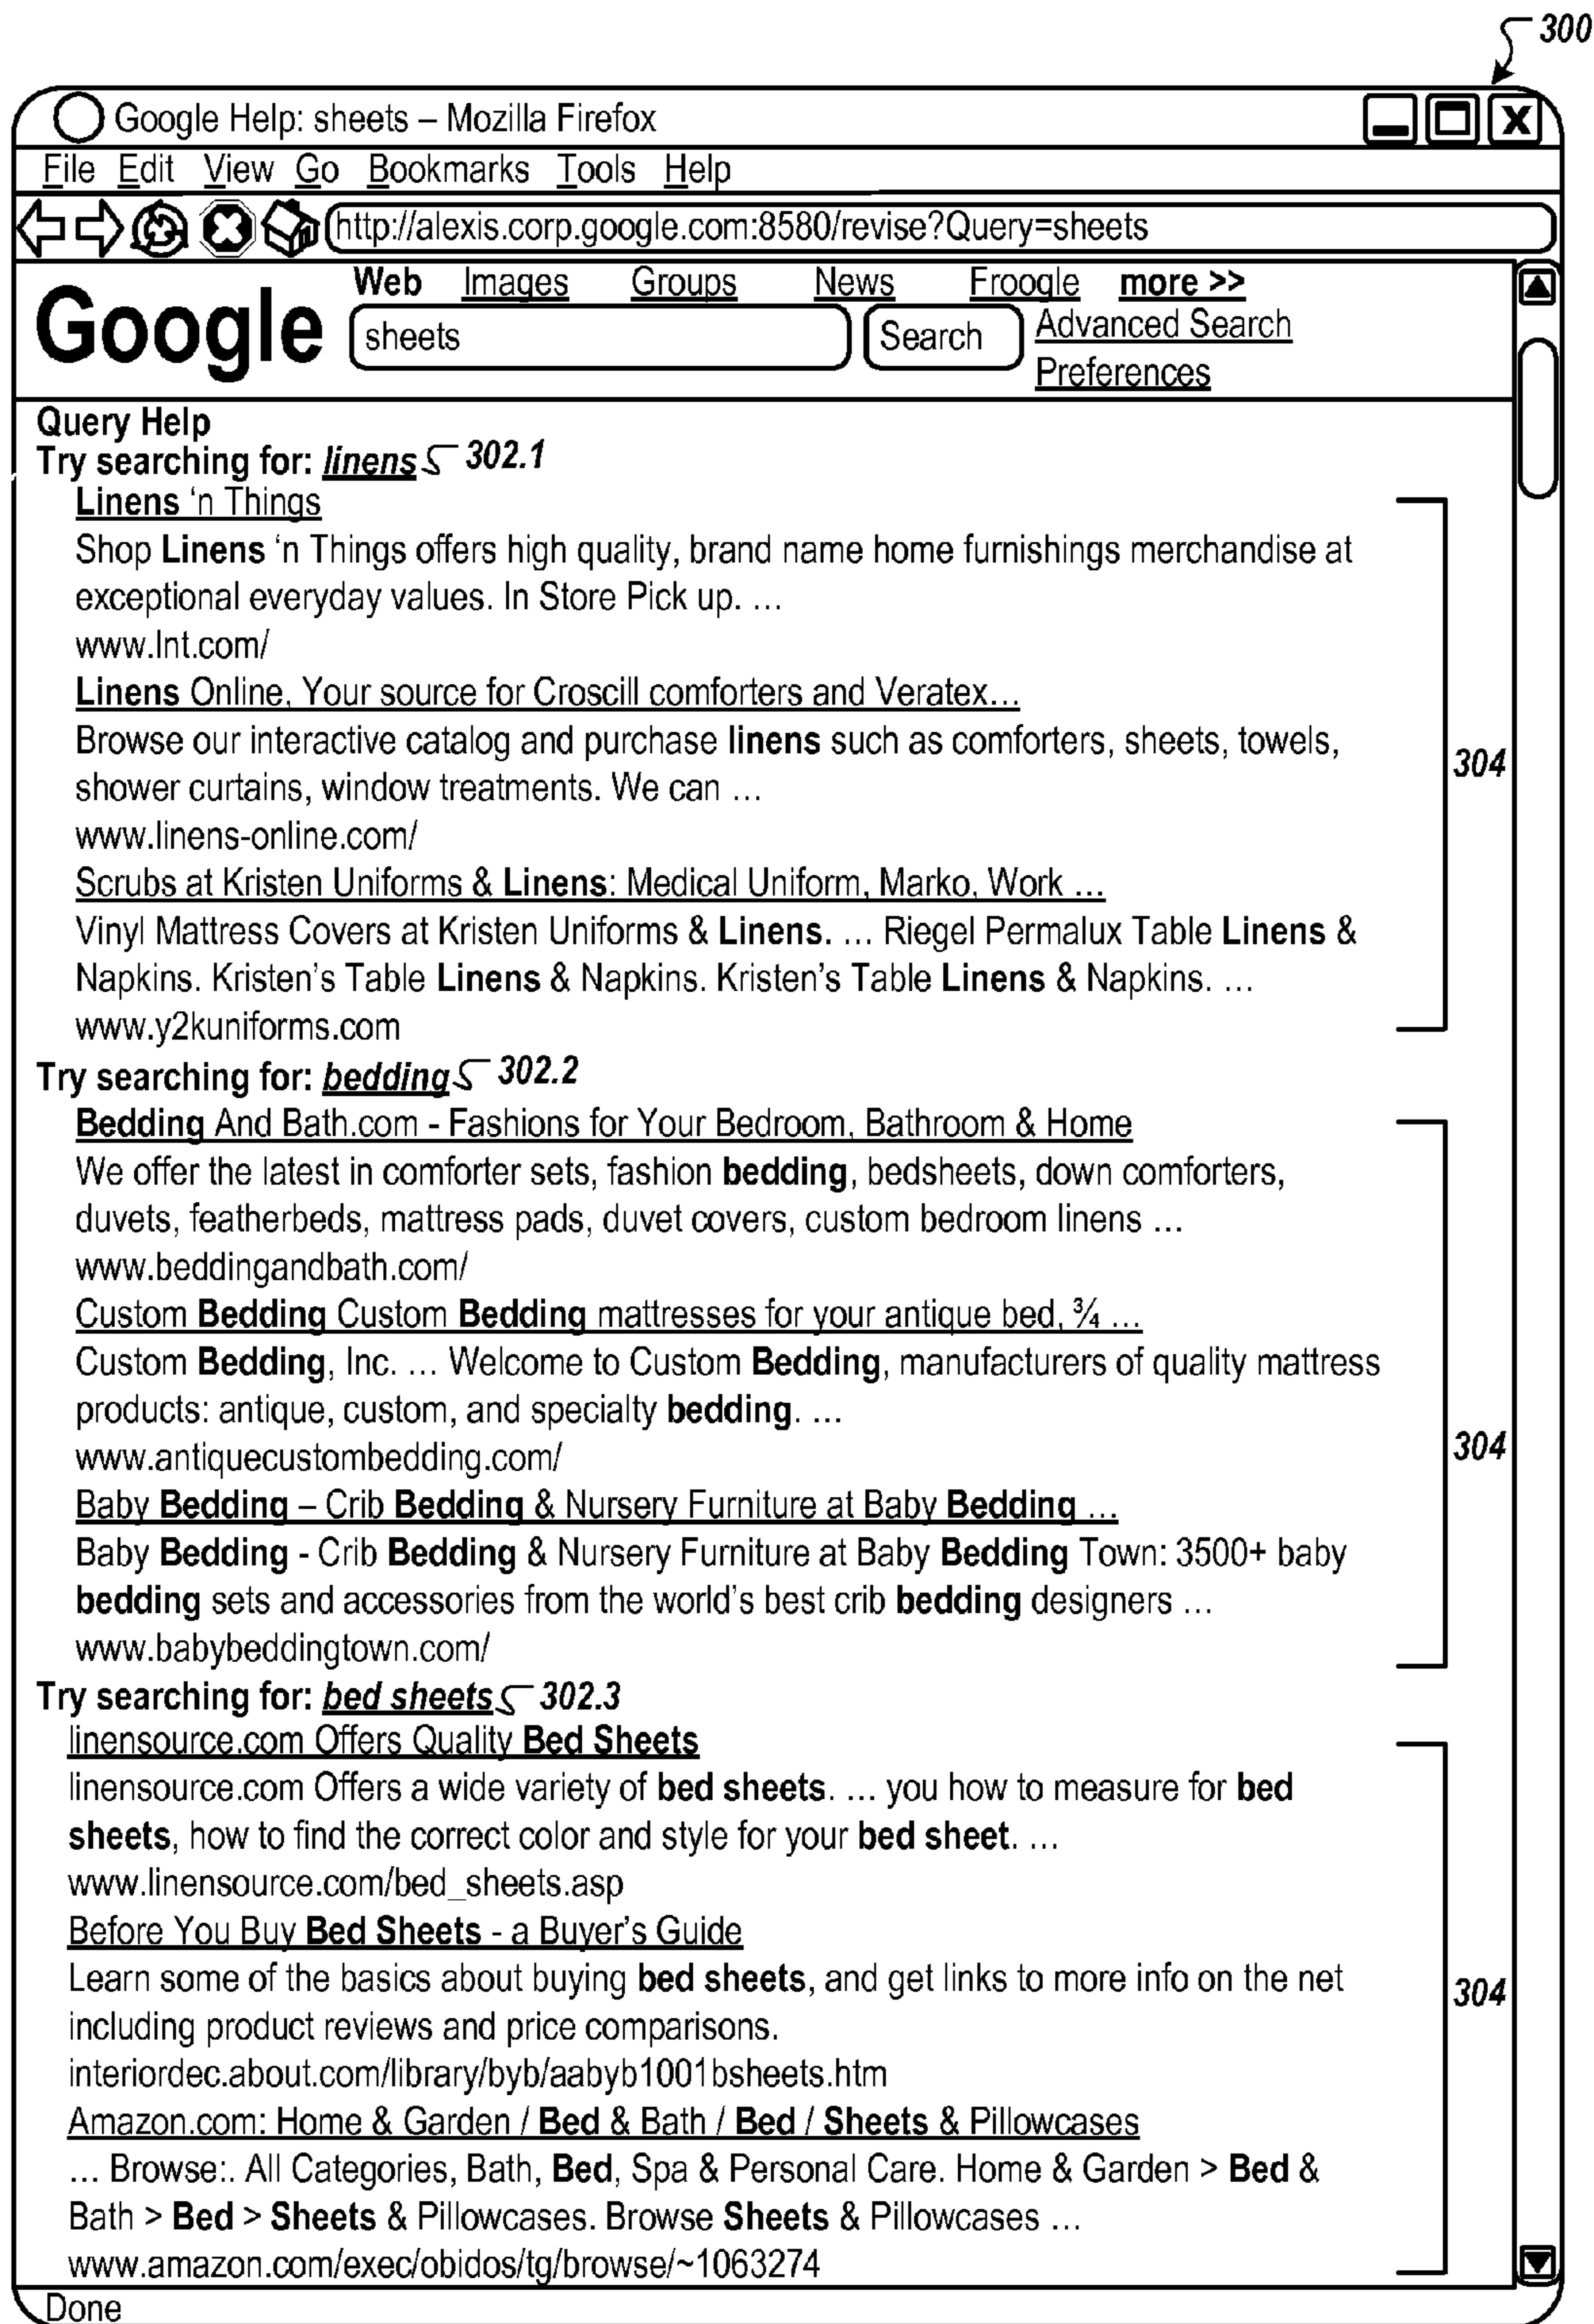 300
Google Help: sheets – Mozilla Firefox
File Edit View Go Bookmarks Tools Help
http://alexis.corp.google.com:8580/revise?Query=sheets
Web Images Groups News Froogle more >>
Google sheets Search Advanced Search
Preferences
Query Help
Try searching for: linens 302.1
Linens ‘n Things
Shop Linens ‘n Things offers high quality, brand name home furnishings merchandise at
exceptional everyday values. In Store Pick up. ...
www.lnt.com/
Linens Online, Your source for Croscill comforters and Veratex...
Browse our interactive catalog and purchase linens such as comforters, sheets, towels,
304
shower curtains, window treatments. We can ...
www.linens-online.com/
Scrubs at Kristen Uniforms & Linens: Medical Uniform, Marko, Work ...
Vinyl Mattress Covers at Kristen Uniforms & Linens. ... Riegel Permalux Table Linens &
Napkins. Kristen’s Table Linens & Napkins. Kristen’s Table Linens & Napkins. ...
www.y2kuniforms.com
Try searching for: bedding 302.2
Bedding And Bath.com - Fashions for Your Bedroom, Bathroom & Home
We offer the latest in comforter sets, fashion bedding, bedsheets, down comforters,
duvets, featherbeds, mattress pads, duvet covers, custom bedroom linens ...
www.beddingandbath.com/
Custom Bedding Custom Bedding mattresses for your antique bed, ¾ ...
Custom Bedding, Inc. ... Welcome to Custom Bedding, manufacturers of quality mattress
products: antique, custom, and specialty bedding. ...
304
www.antiquecustombedding.com/
Baby Bedding – Crib Bedding & Nursery Furniture at Baby Bedding ...
Baby Bedding - Crib Bedding & Nursery Furniture at Baby Bedding Town: 3500+ baby
bedding sets and accessories from the world’s best crib bedding designers ...
www.babybeddingtown.com/
Try searching for: bed sheets 302.3
linensource.com Offers Quality Bed Sheets
linensource.com Offers a wide variety of bed sheets. ... you how to measure for bed
sheets, how to find the correct color and style for your bed sheet. ...
www.linensource.com/bed_sheets.asp
Before You Buy Bed Sheets - a Buyer’s Guide
Learn some of the basics about buying bed sheets, and get links to more info on the net
304
including product reviews and price comparisons.
interiordec.about.com/library/byb/aabyb1001bsheets.htm
Amazon.com: Home & Garden / Bed & Bath / Bed / Sheets & Pillowcases
... Browse:. All Categories, Bath, Bed, Spa & Personal Care. Home & Garden > Bed &
Bath > Bed > Sheets & Pillowcases. Browse Sheets & Pillowcases ...
www.amazon.com/exec/obidos/tg/browse/~1063274
Done